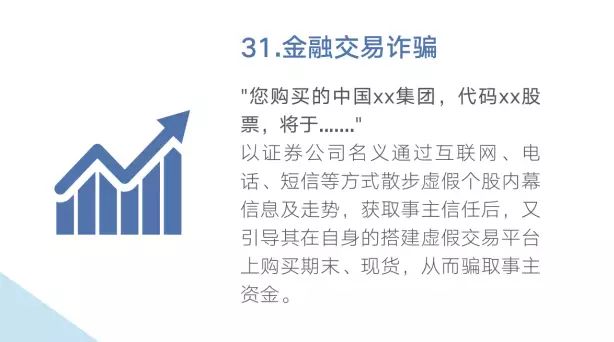 31.金融交易诈骗
"您购买的中国xx集团，代码xx股
票，将于......."
以证券公司名义通过互联网、电
话、短信等方式散步虚假个股内幕
信息及走势，获取事主信任后，又
引导其在自身的搭建虚假交易平台
上购买期末、现货，从而骗取事主
资金。